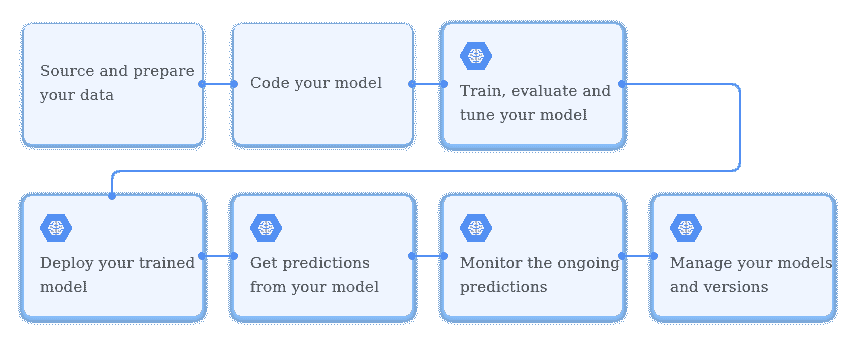 Source and prepare
your data
Code your model
Train, evaluate and
tune your model
Deploy your trained
model
Get predictions
from your model
Monitor the ongoing
predictions
Manage your models
and versions